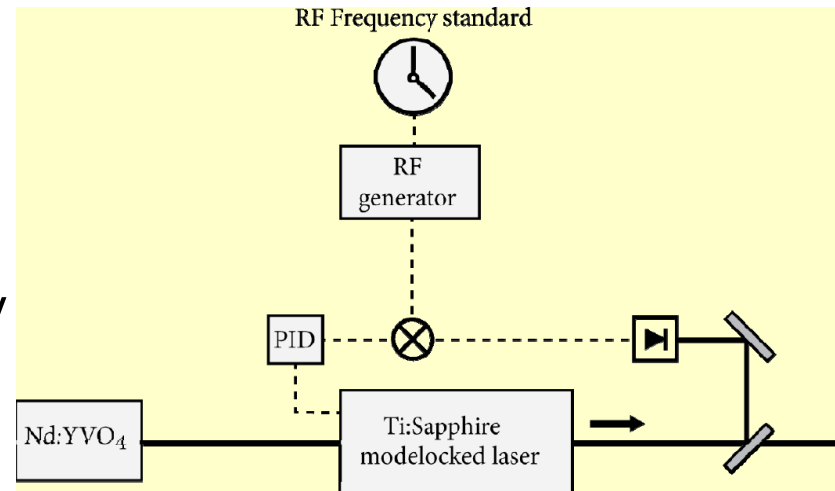 RF Frequency standard
RF
generator
y
PID
Nd:YVO₄
Ti:Sapphire
modelocked laser